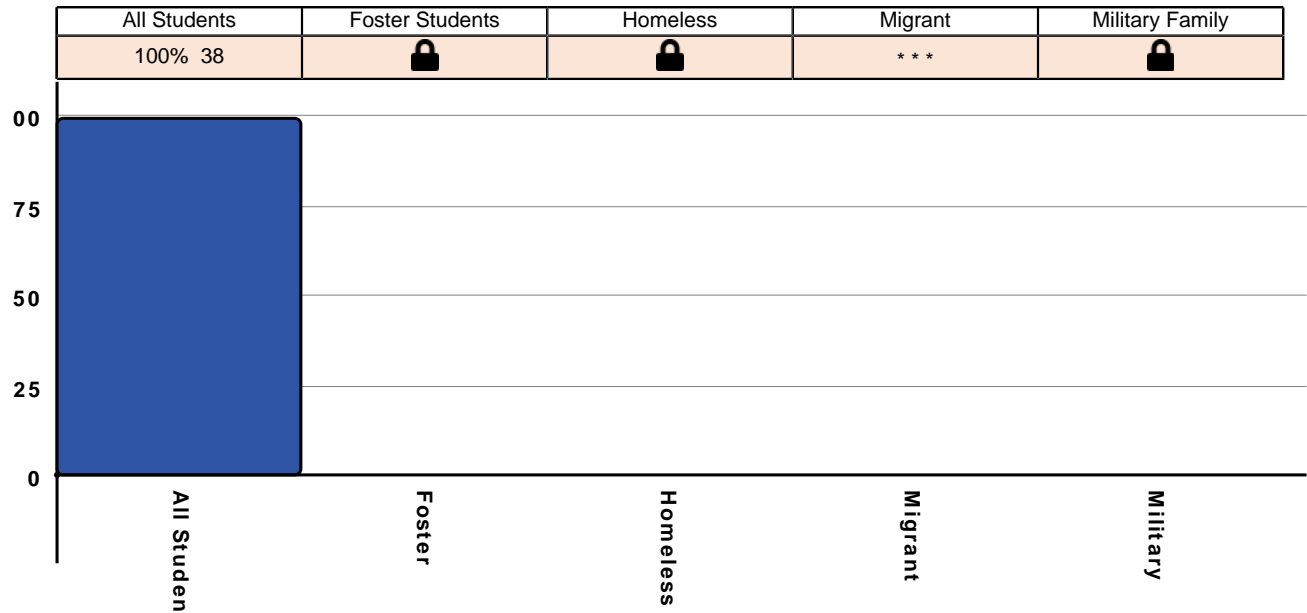 All Students Foster Students Homeless Migrant Military Family
100% 38 * * *
00
75
50
25
0
All Studen
Foster
Homeless
Migrant
Military